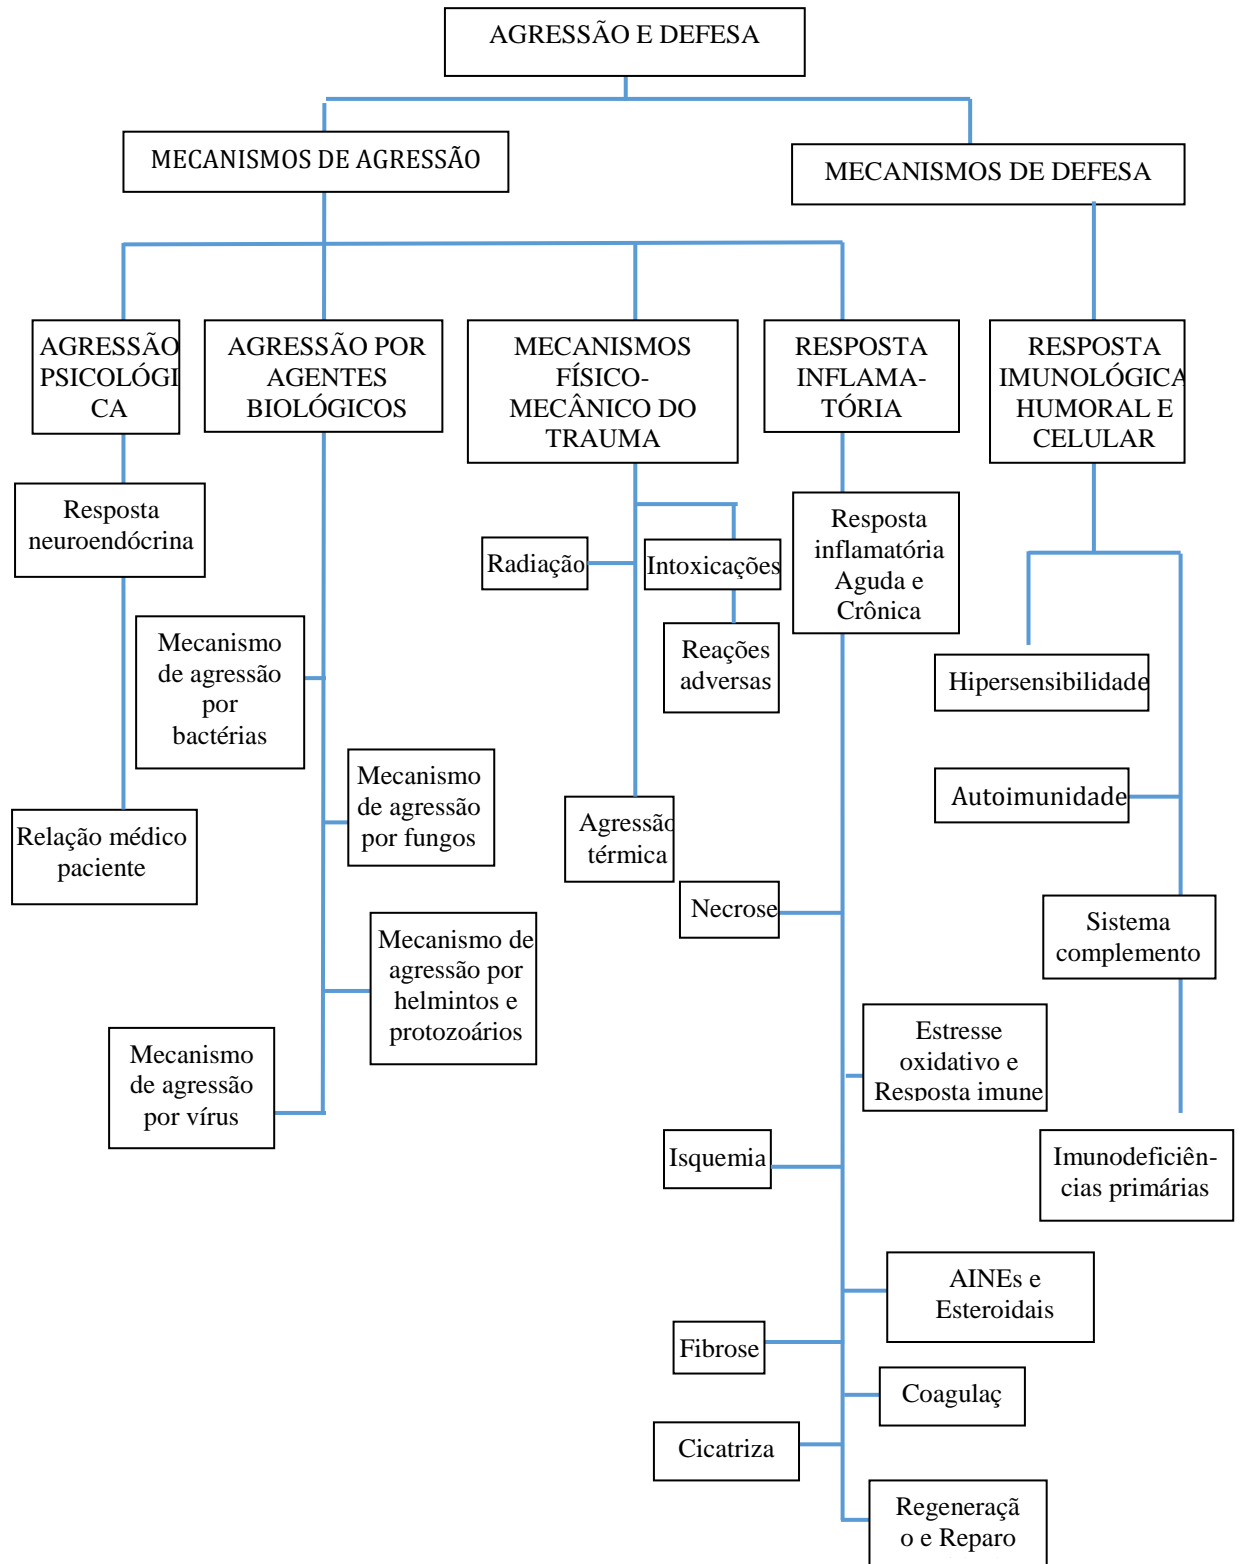 AGRESSÃO E DEFESA
MECANISMOS DE AGRESSÃO
MECANISMOS DE DEFESA
AGRESSÃO
PSICOLÓGI
CA
AGRESSÃO POR
AGENTES
BIOLÓGICOS
MECANISMOS
FÍSICO-
MECÂNICO DO
TRAUMA
RESPOSTA
INFLAMA-
TÓRIA
RESPOSTA
IMUNOLÓGICA
HUMORAL E
CELULAR
Resposta
neuroendócrina
Resposta
inflamatória
Aguda e
Crônica
Radiação
Intoxicações
Reações
adversas
Mecanismo
de agressão
por
bactérias
Hipersensibilidade
Mecanismo
de agressão
por fungos
Autoimunidade
Relação médico
paciente
Agressão
térmica
Necrose
Sistema
complemento
Mecanismo de
agressão por
helmintos e
protozoários
Estresse
oxidativo e
Resposta imune
Mecanismo
de agressão
por vírus
Isquemia
Imunodeficiên-
cias primárias
AINEs e
Esteroidais
Fibrose
Coagulaç
Cicatriza
Regeneraçã
o e Reparo